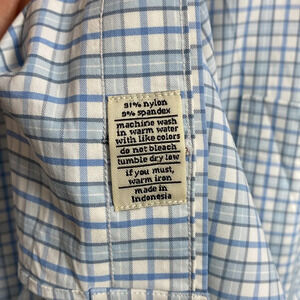 91% nylon
9% spandex
machine wash
in warm water
with like colors
do not bleach
tumble dry low
if you must,
warm iron
made in
Indonesia